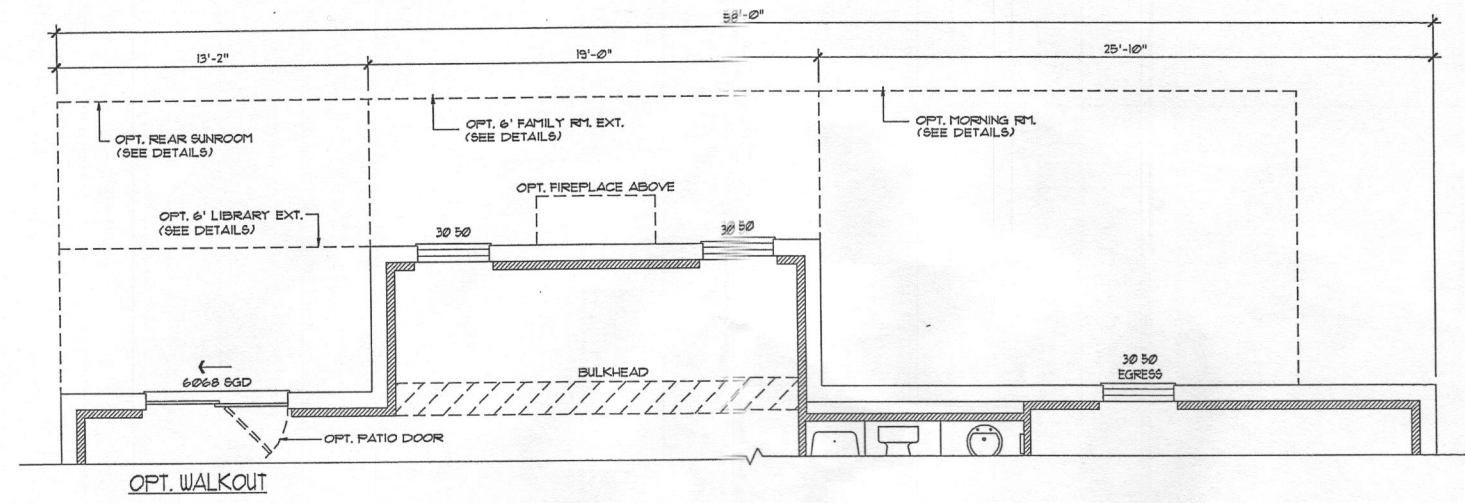 58'-0"
13'-2"
19'-0"
25'-10"
OPT. REAR SUNROOM
(SEE DETAILS)
OPT. 6' FAMILY RM. EXT.
(SEE DETAILS)
OPT. MORNING RM.
(SEE DETAILS)
OPT. FIREPLACE ABOVE
OPT. 6' LIBRARY EXT.
(SEE DETAILS)
30 50
30 50
6068 SGD
BULKHEAD
30 50
EGRESS
OPT. PATIO DOOR
OPT. WALKOUT